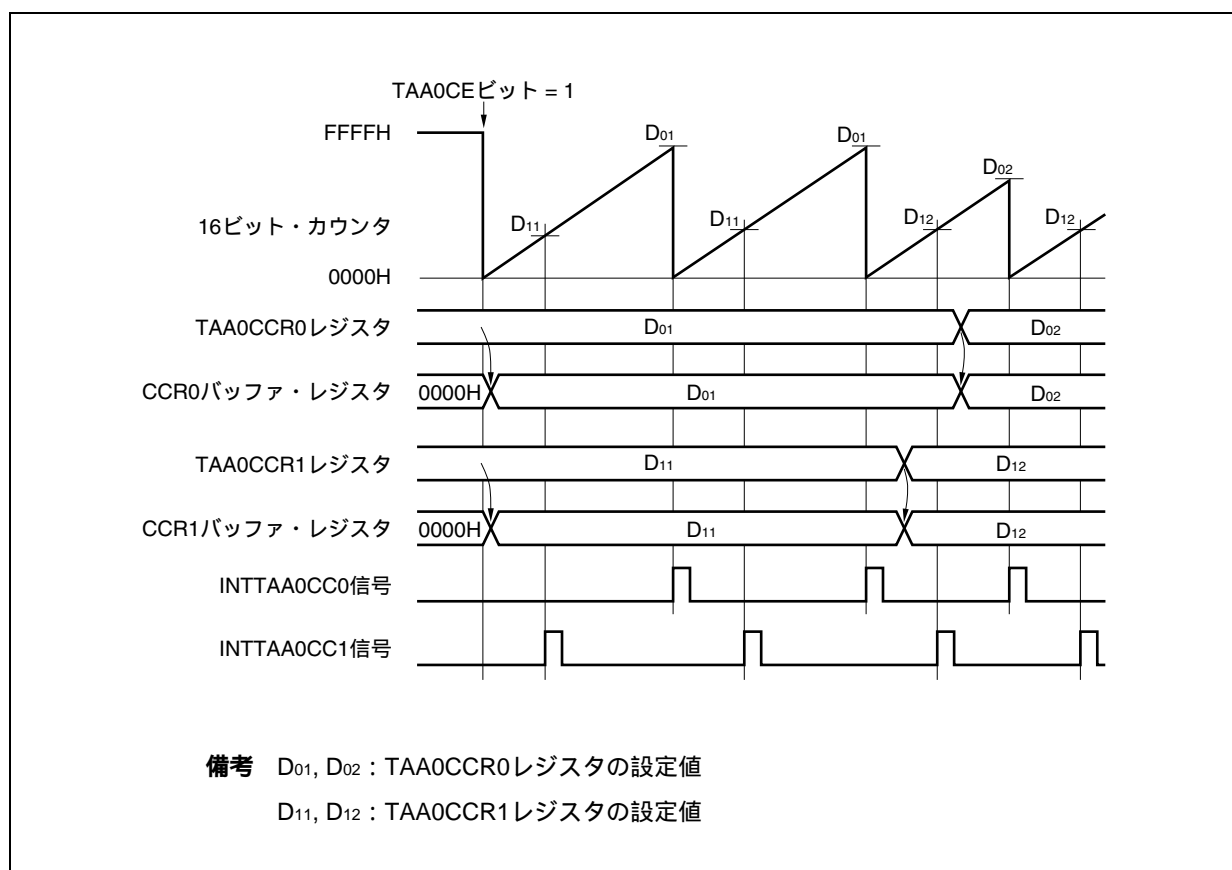 TAA0CEビット = 1
FFFFH
D01
D01
D02
16ビット・カウンタ
D11
D11
D12
D12
0000H
TAA0CCR0レジスタ
D01
D02
CCR0バッファ・レジスタ
0000H
D01
D02
TAA0CCR1レジスタ
D11
D12
CCR1バッファ・レジスタ
0000H
D11
D12
INTTAA0CC0信号
INTTAA0CC1信号
備考 D01, D02 : TAA0CCR0レジスタの設定値
D11, D12 : TAA0CCR1レジスタの設定値